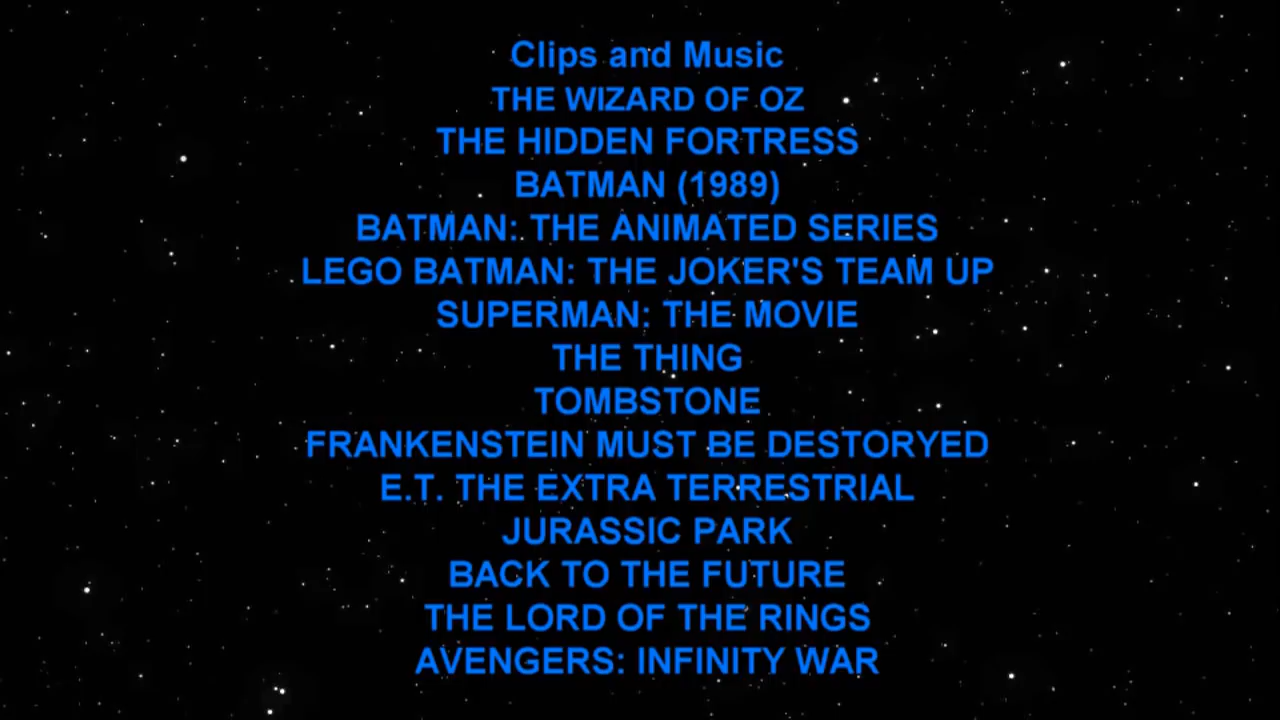 Clips and Music
THE WIZARD OF OZ
THE HIDDEN FORTRESS
BATMAN (1989)
BATMAN: THE ANIMATED SERIES
LEGO BATMAN: THE JOKER'S TEAM UP
SUPERMAN: THE MOVIE
THE THING
TOMBSTONE
FRANKENSTEIN MUST BE DESTORYED
E.T. THE EXTRA TERRESTRIAL
JURASSIC PARK
BACK TO THE FUTURE
THE LORD OF THE RINGS
AVENGERS: INFINITY WAR